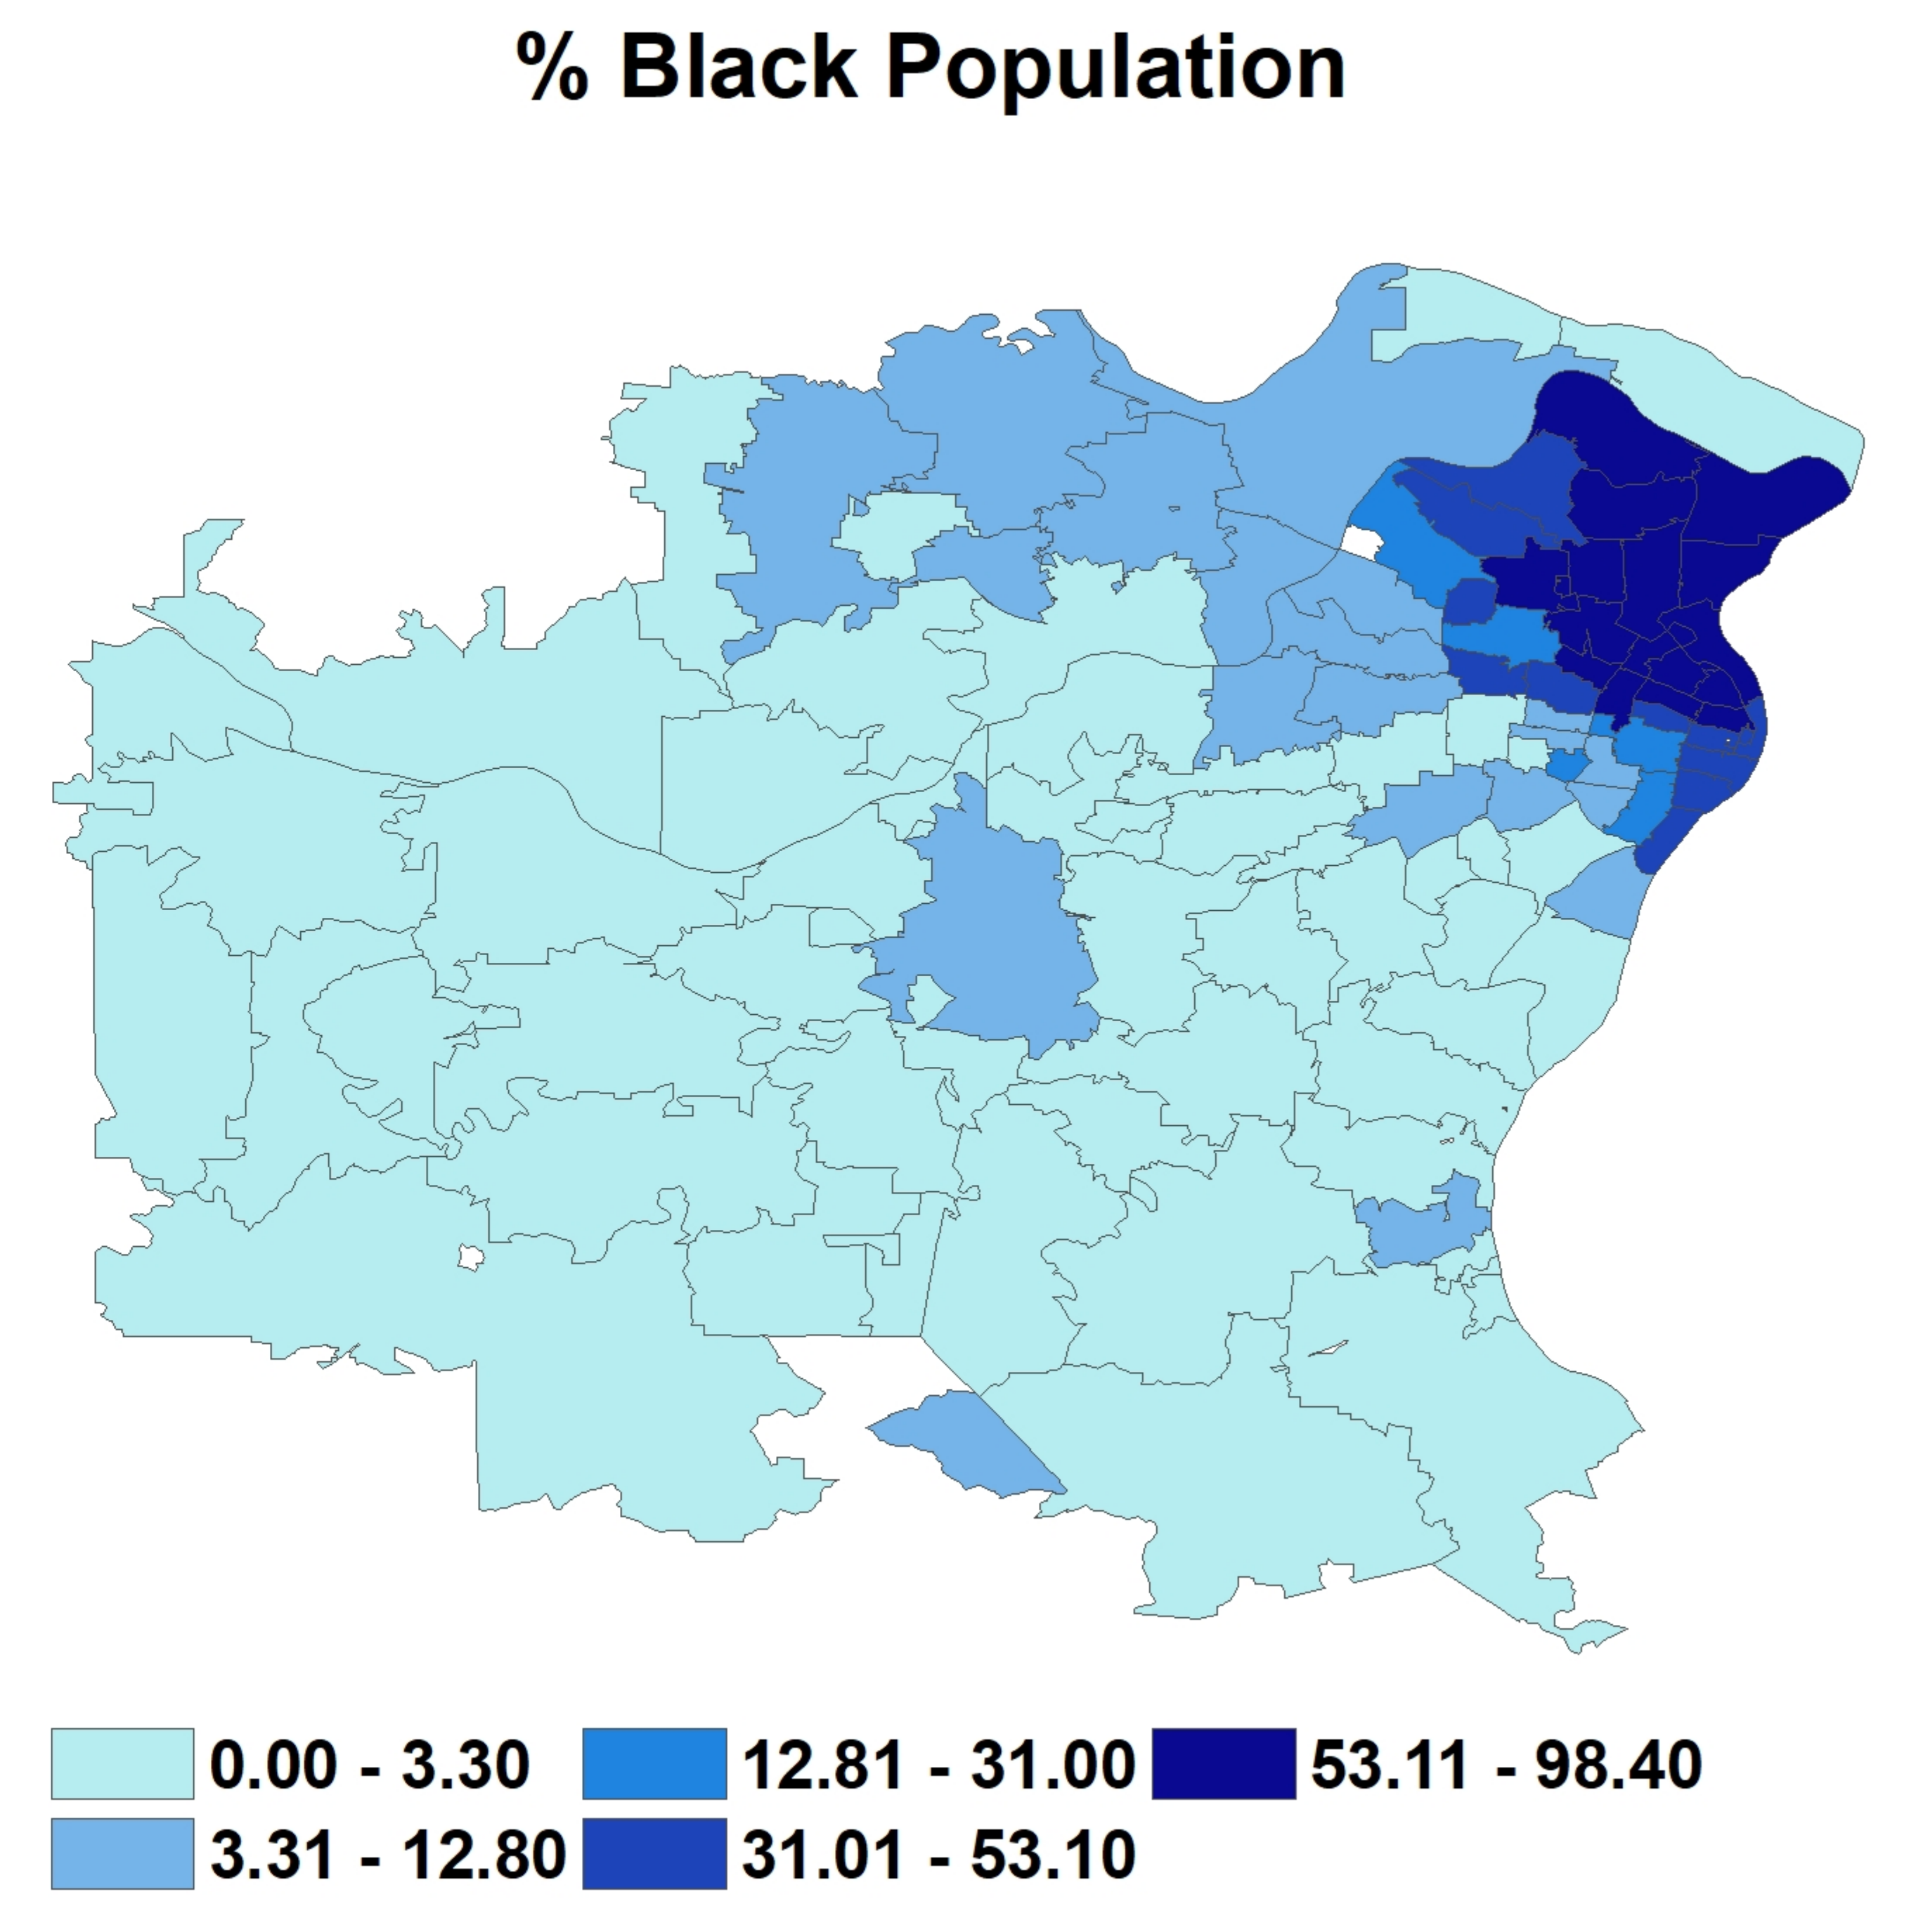 % Black Population
0.00 - 3.30 12.81 - 31.00 53.11 - 98.40
3.31 - 12.80 31.01 - 53.10